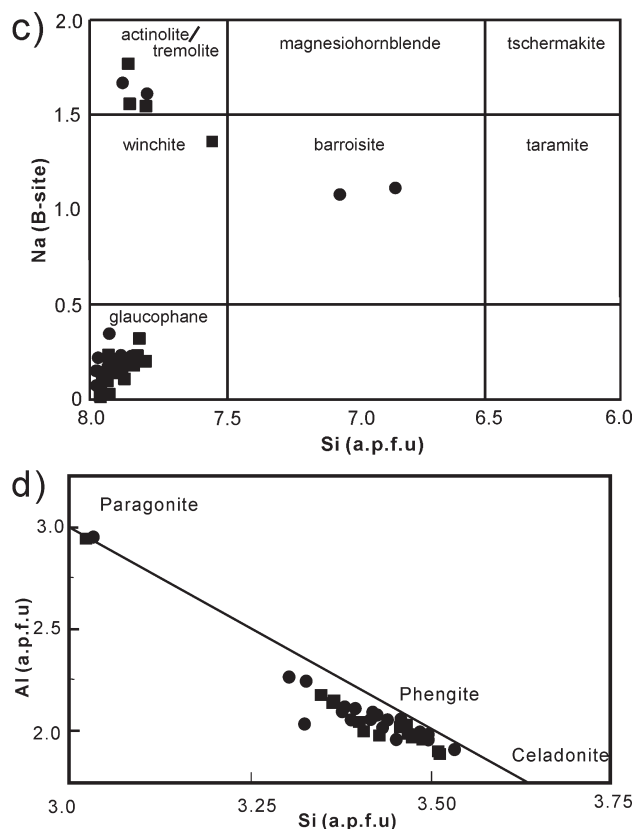 c)
2.0
actinolite/
tremolite
magnesiohornblende
tschermakite
1.5
winchite
barroisite
taramite
Na (B-site)
1.0
0.5
glaucophane
0
8.0
7.5
7.0
6.5
6.0
Si (a.p.f.u)
d)
Paragonite
3.0
Al (a.p.f.u)
2.5
Phengite
2.0
Celadonite
3.0
3.25
3.50
3.75
Si (a.p.f.u)